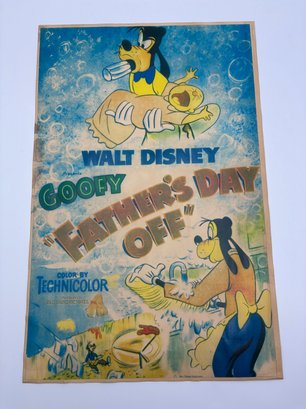 WALT DISNEY
Presents
GOOFY
"FATHER'S DAY
OFF"
COLOR BY
TECHNICOLOR